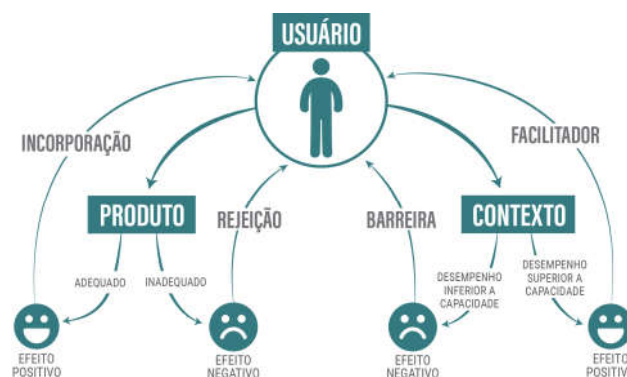 USUÁRIO
INCORPORAÇÃO
FACILITADOR
PRODUTO
REJEIÇÃO
BARREIRA
CONTEXTO
ADEQUADO
INADEQUADO
DESEMPENHO
INFERIOR A
CAPACIDADE
DESEMPENHO
SUPERIOR A
CAPACIDADE
EFEITO
POSITIVO
EFEITO
NEGATIVO
EFEITO
NEGATIVO
EFEITO
POSITIVO